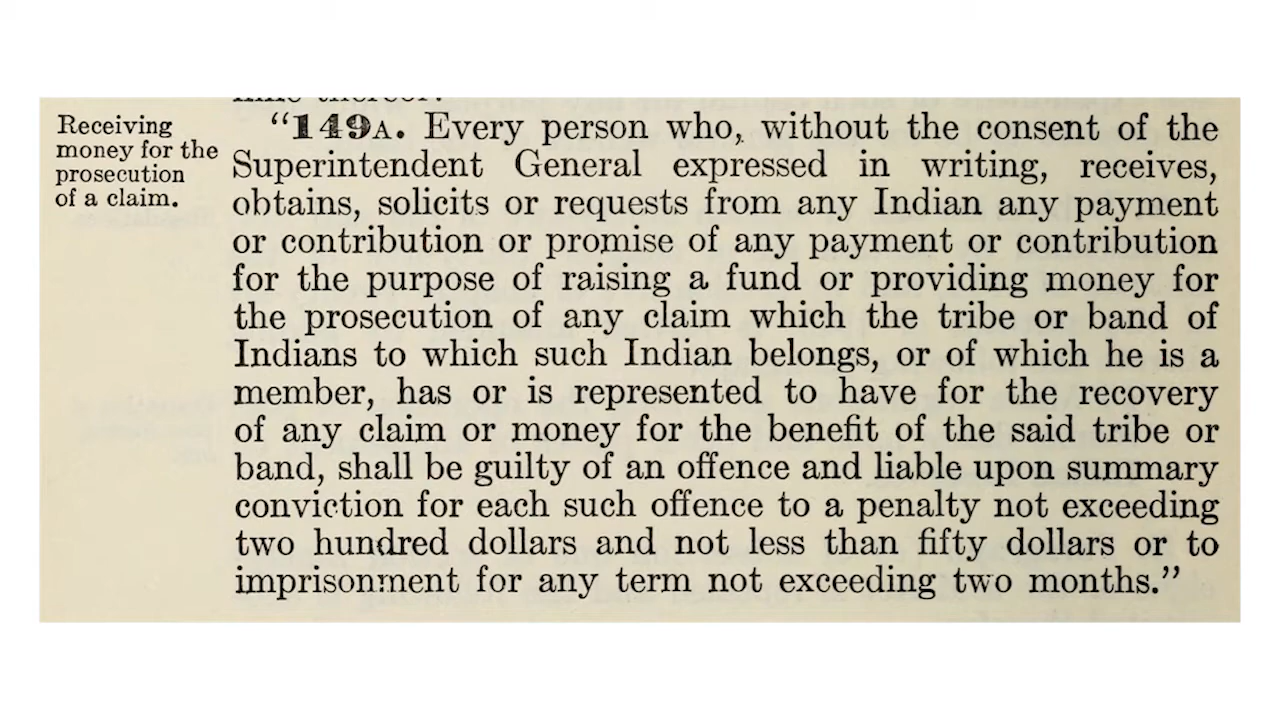 Receiving
money for the
prosecution
of a claim.
“149A. Every person who, without the consent of the
Superintendent General expressed in writing, receives,
obtains, solicits or requests from any Indian any payment
or contribution or promise of any payment or contribution
for the purpose of raising a fund or providing money for
the prosecution of any claim which the tribe or band of
Indians to which such Indian belongs, or of which he is a
member, has or is represented to have for the recovery
of any claim or money for the benefit of the said tribe or
band, shall be guilty of an offence and liable upon summary
conviction for each such offence to a penalty not exceeding
two hundred dollars and not less than fifty dollars or to
imprisonment for any term not exceeding two months.”